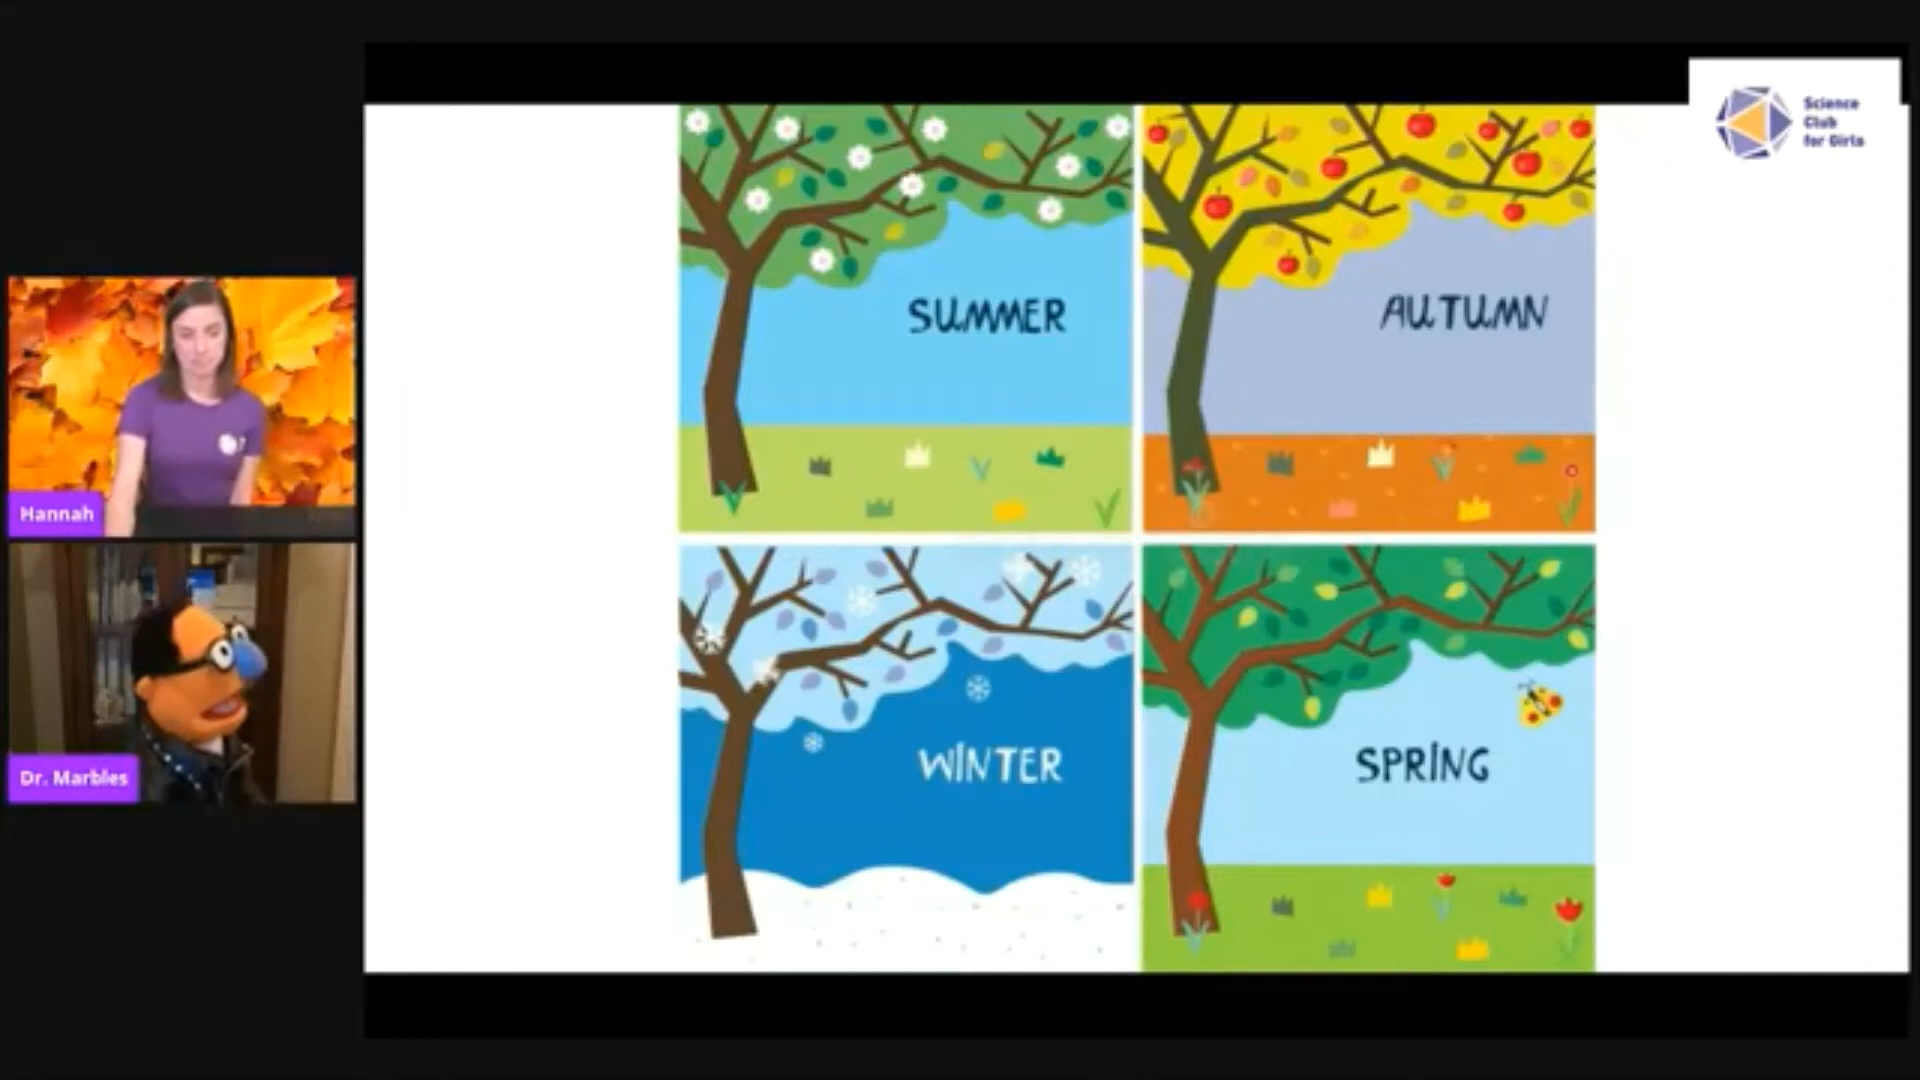 Science
Club
for Girls
SUMMER
AUTUMN
Hannah
WINTER
SPRING
Dr. Marbles